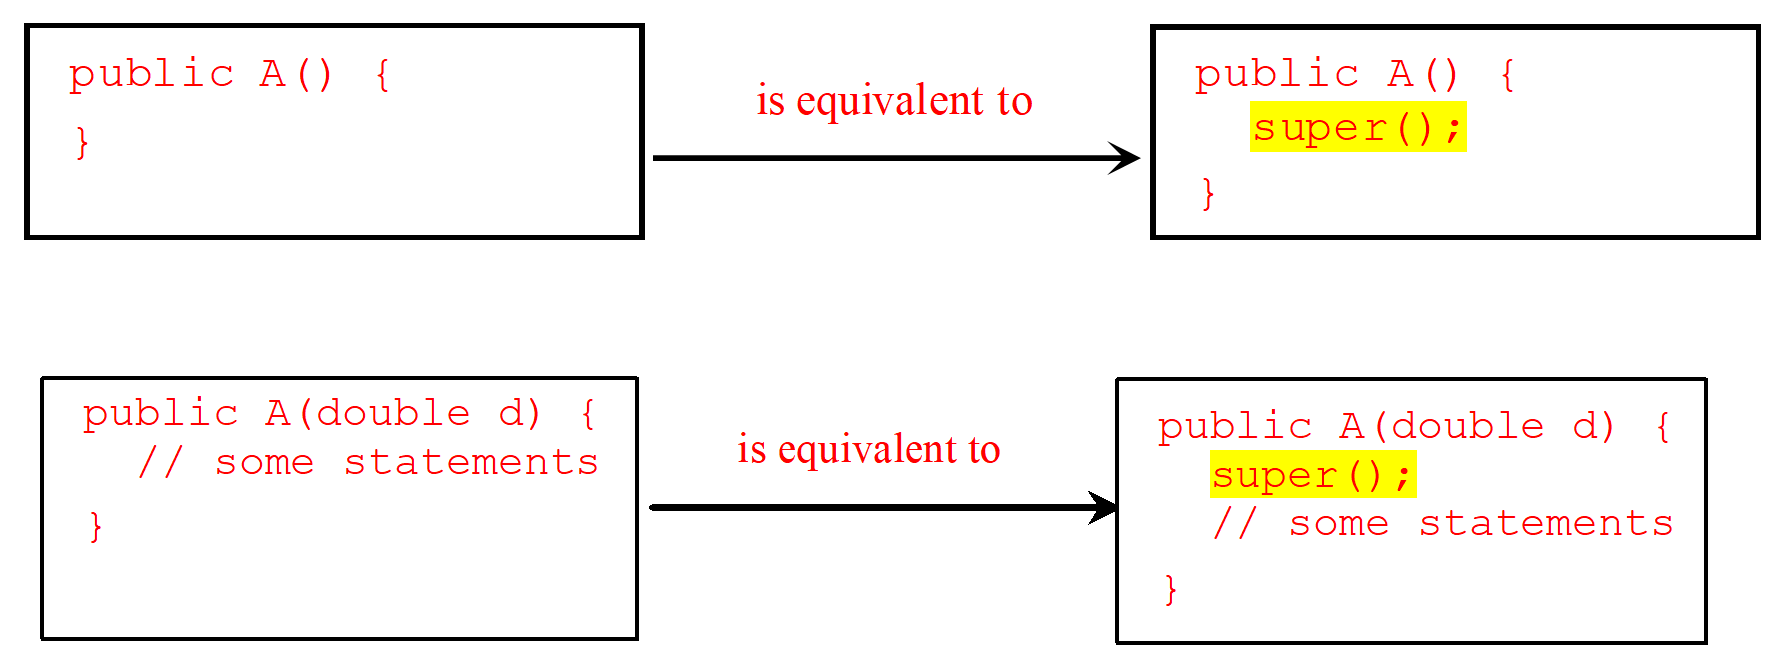 public A() {
}
is equivalent to
public A() {
super();
}
public A(double d) {
// some statements
}
is equivalent to
public A(double d) {
super();
// some statements
}